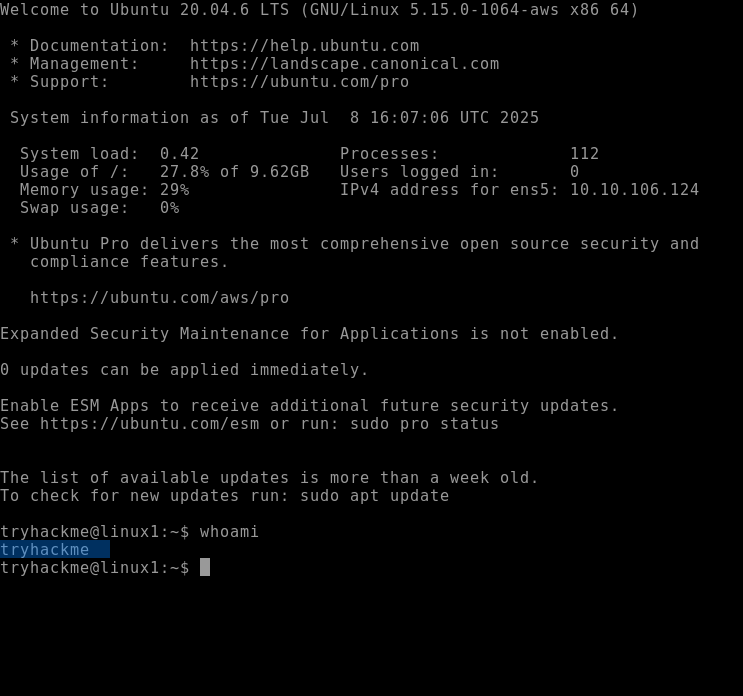 Welcome to Ubuntu 20.04.6 LTS (GNU/Linux 5.15.0-1064-aws x86 64)
* Documentation:  https://help.ubuntu.com
* Management:     https://landscape.canonical.com
* Support:        https://ubuntu.com/pro
System information as of Tue Jul  8 16:07:06 UTC 2025
System load:  0.42              Processes:             112
Usage of /:   27.8% of 9.62GB   Users logged in:       0
Memory usage: 29%               IPv4 address for ens5: 10.10.106.124
Swap usage:   0%
* Ubuntu Pro delivers the most comprehensive open source security and
compliance features.
https://ubuntu.com/aws/pro
Expanded Security Maintenance for Applications is not enabled.
0 updates can be applied immediately.
Enable ESM Apps to receive additional future security updates.
See https://ubuntu.com/esm or run: sudo pro status
The list of available updates is more than a week old.
To check for new updates run: sudo apt update
tryhackme@linux1:~$ whoami
tryhackme
tryhackme@linux1:~$